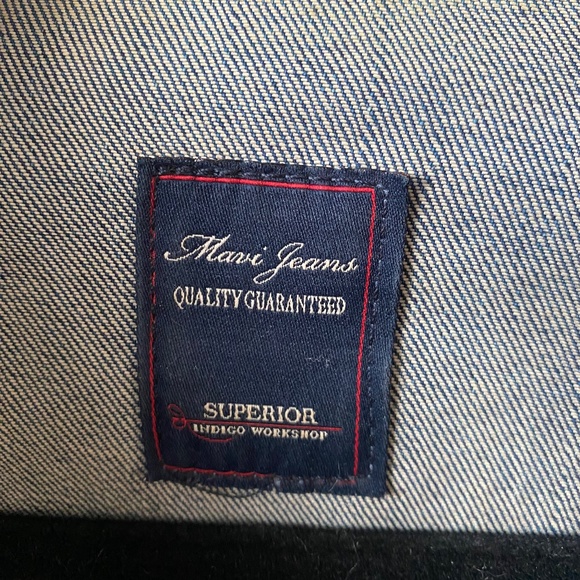 Mavi Jeans
QUALITY GUARANTEED
SUPERIOR
INDIGO WORKSHOP